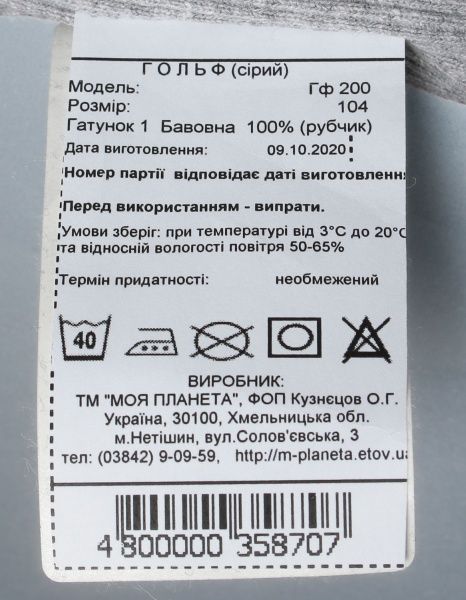 ГОЛЬФ (сірий)
Модель: Гф 200
Розмір: 104
Гатунок 1 Бавовна 100% (рубчик)
Дата виготовлення: 09.10.2020
Номер партії відповідає даті виготовленн
Перед використанням - випрати.
Умови зберіг: при температурі від 3°С до 20°С
та відносній вологості повітря 50-65%
Термін придатності: необмежений
40
ВИРОБНИК:
ТМ "МОЯ ПЛАНЕТА", ФОП Кузнєцов О.Г.
Україна, 30100, Хмельницька обл.
м.Нетішин, вул.Солов'євська, 3
тел: (03842) 9-09-59, http://m-planeta.etov.ua
4 800000 358707